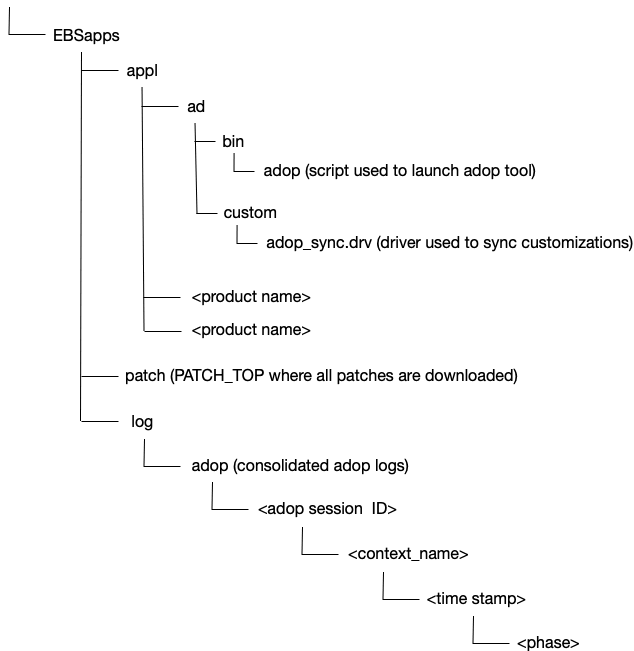 EBSapps
appl
ad
bin
adop (script used to launch adop tool)
custom
adop_sync.drv (driver used to sync customizations)
<product name>
<product name>
patch (PATCH_TOP where all patches are downloaded)
log
adop (consolidated adop logs)
<adop session  ID>
<context_name>
<time stamp>
<phase>